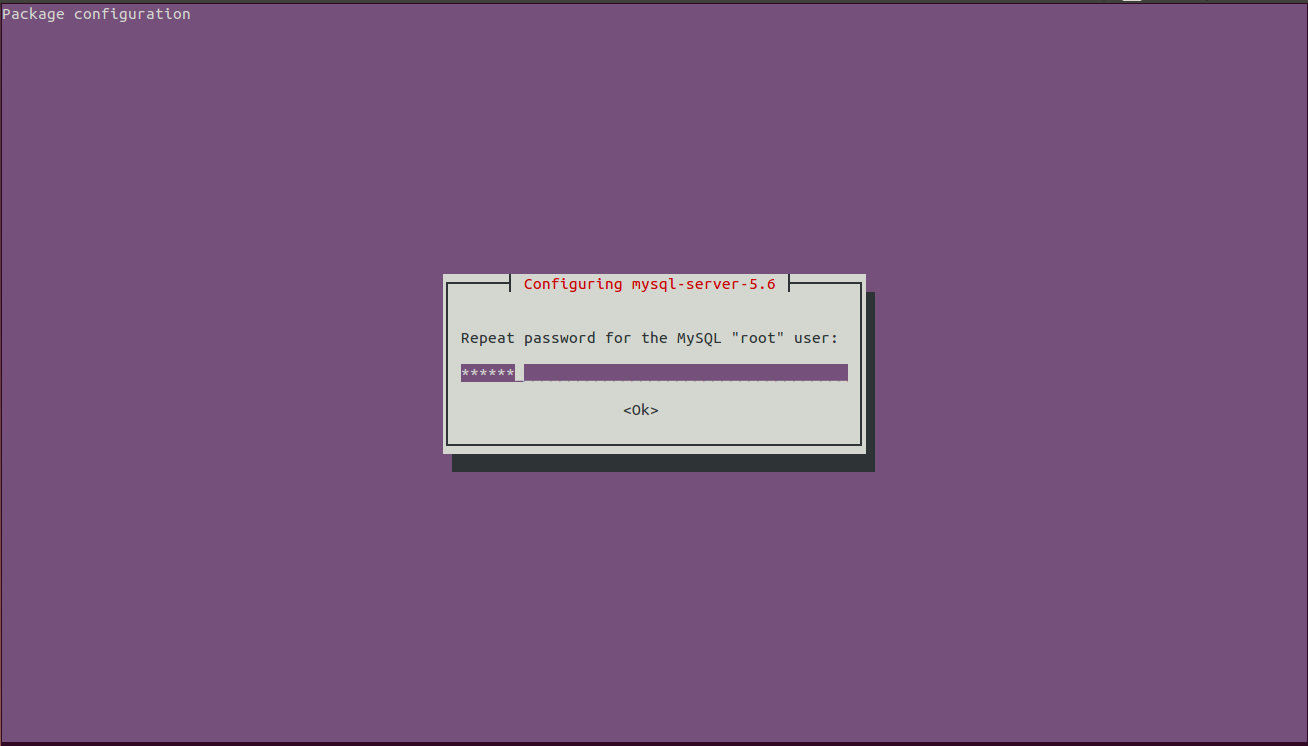 Package configuration
Configuring mysql-server-5.6
Repeat password for the MySQL "root" user:
******_
<Ok>